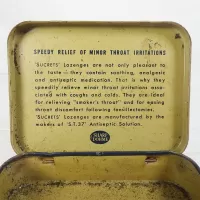 SPEEDY RELIEF OF MINOR THROAT IRRITATIONS
"SUCRETS" Lozenges are not only pleasant to
the taste — they contain soothing, analgesic
and antiseptic medication. That is why they
speedily relieve minor throat irritations associated
with coughs and colds. They are ideal
for relieving "smoker's throat" and for easing
throat discomfort following tonsillectomies.
"SUCRETS" Lozenges are manufactured by the
makers of "S.T.37" Antiseptic Solution.
SHARP
DOHME